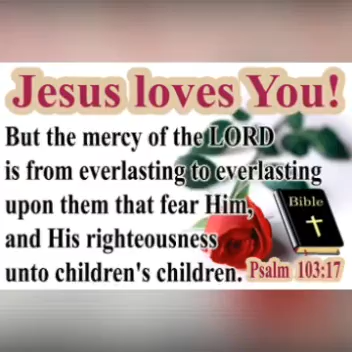 Jesus loves You!
But the mercy of the LORD
is from everlasting to everlasting
upon them that fear Him,
and His righteousness
unto children's children.
Psalm 103:17
Bible